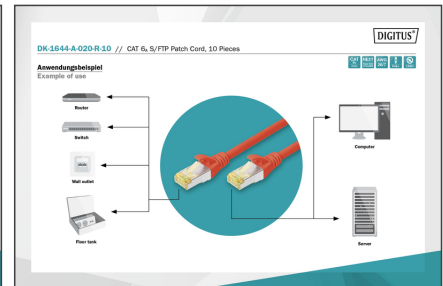 DIGITUS®
DK-1644-A-020-R-10 // CAT 6A S/FTP Patch Cord, 10 Pieces
Anwendungsbeispiel
Example of use
Router
Switch
Wall outlet
Floor tank
Computer
Server